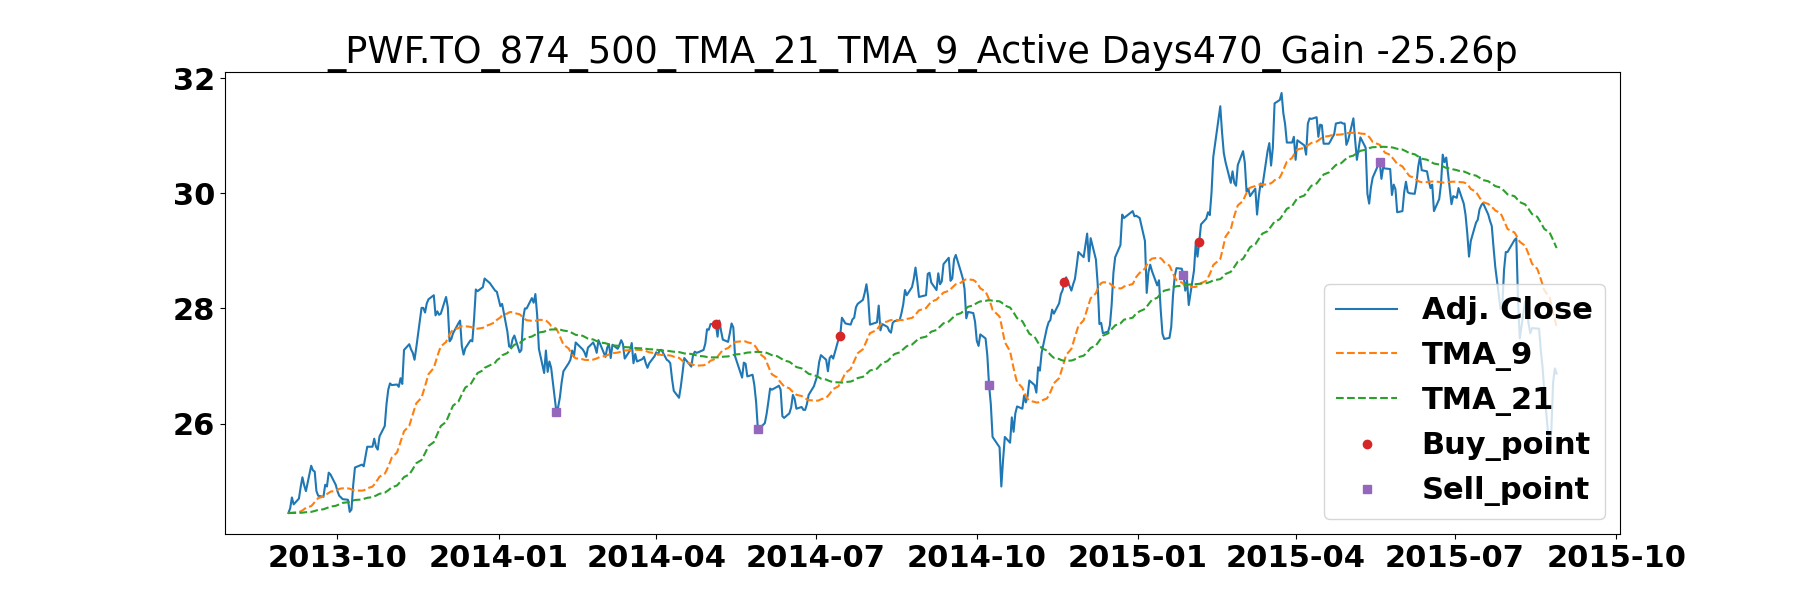 _PWF.TO_874_500_TMA_21_TMA_9_Active Days470_Gain -25.26p
32
30
28
26
2013-10 2014-01 2014-04 2014-07 2014-10 2015-01 2015-04 2015-07 2015-10
Adj. Close
TMA_9
TMA_21
Buy_point
Sell_point